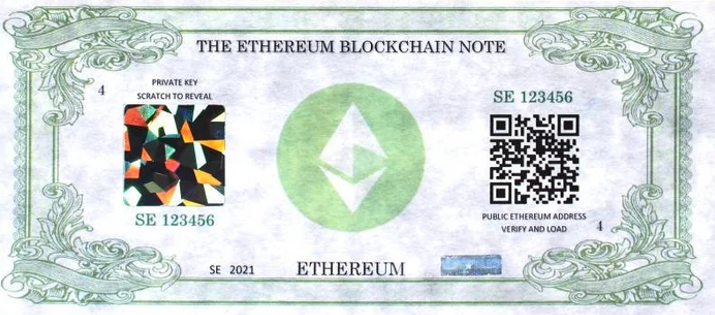 THE ETHEREUM BLOCKCHAIN NOTE
4
PRIVATE KEY
SCRATCH TO REVEAL
SE 123456
SE 123456
PUBLIC ETHEREUM ADDRESS
VERIFY AND LOAD
4
SE 2021
ETHEREUM